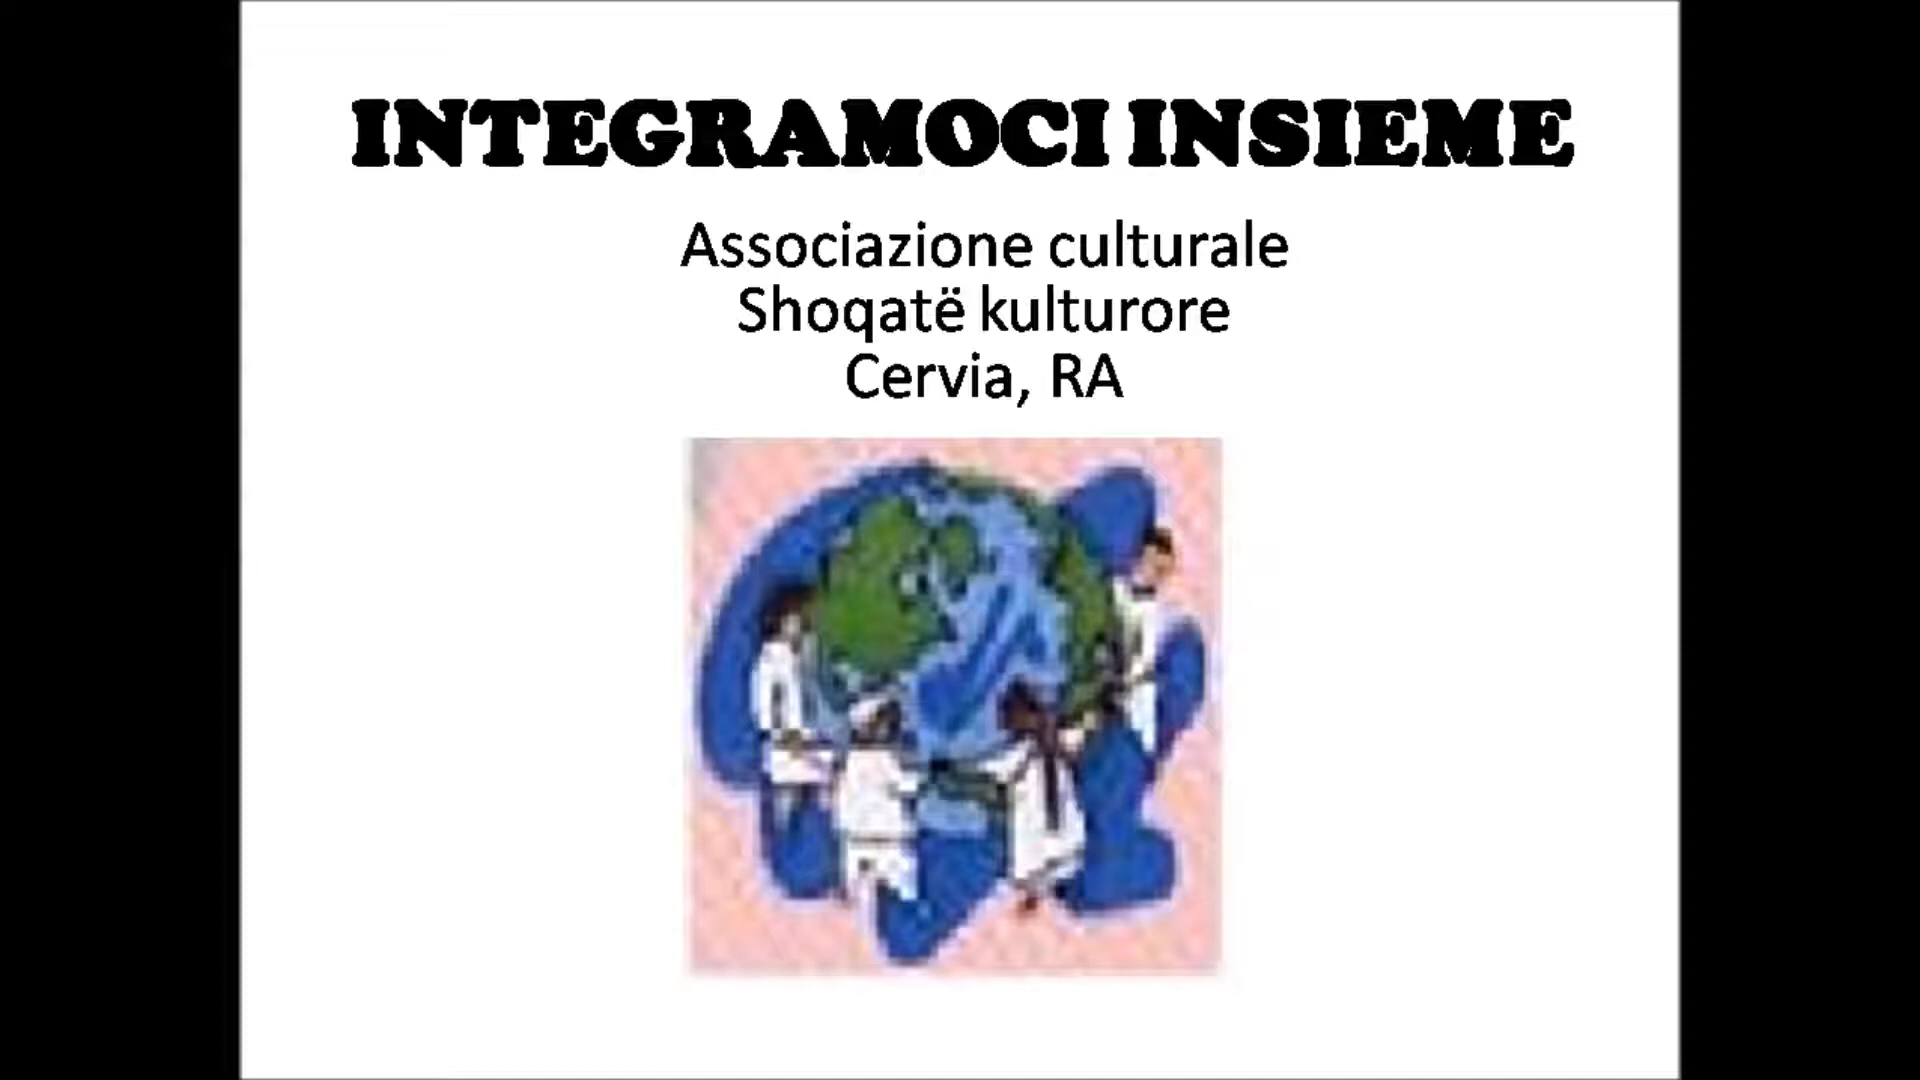 INTEGRAMOCI INSIEME
Associazione culturale
Shoqatë kulturore
Cervia, RA